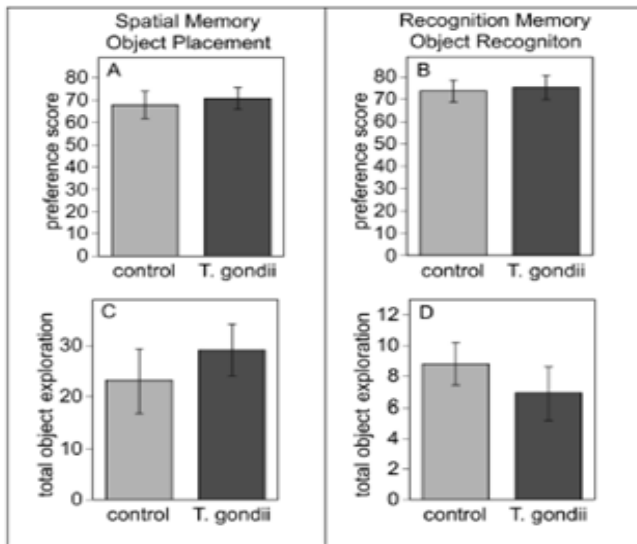 Spatial Memory
Object Placement
A
80
70
60
50
40
30
20
10
0
preference score
control T. gondii
Recognition Memory
Object Recogniton
B
80
70
60
50
40
30
20
10
0
preference score
control T. gondii
C
30
20
10
0
total object exploration
control T. gondii
D
12
10
8
6
4
2
0
total object exploration
control T. gondii